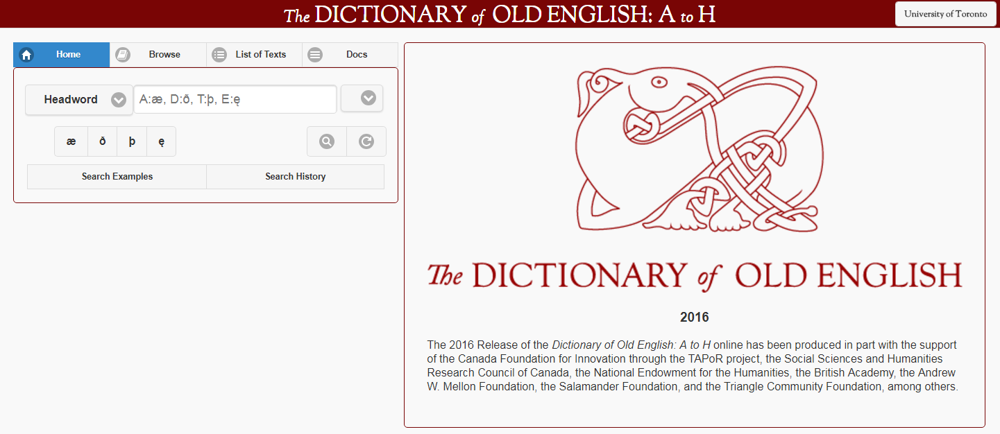 The DICTIONARY of OLD ENGLISH: A to H
University of Toronto
Home
Browse
List of Texts
Docs
Headword
A:æ, D:ð, T:þ, E:ę
æ
ð
þ
ę
Search Examples
Search History
The DICTIONARY of OLD ENGLISH
2016
The 2016 Release of the Dictionary of Old English: A to H online has been produced in part with the support
of the Canada Foundation for Innovation through the TAPoR project, the Social Sciences and Humanities
Research Council of Canada, the National Endowment for the Humanities, the British Academy, the Andrew
W. Mellon Foundation, the Salamander Foundation, and the Triangle Community Foundation, among others.